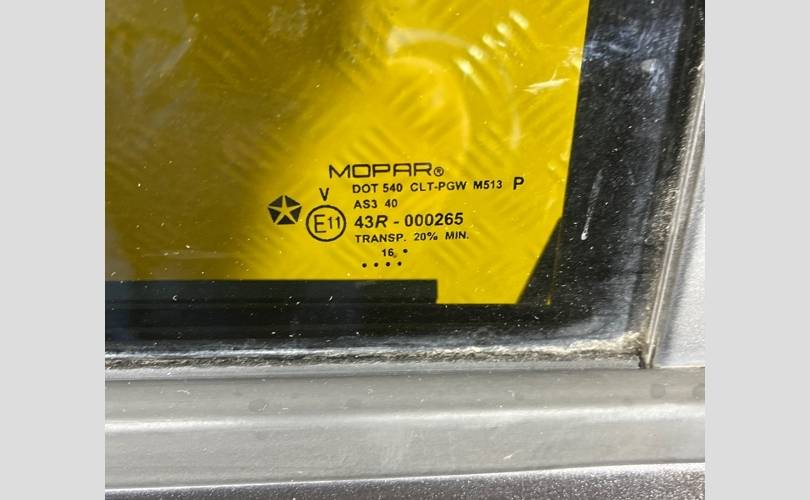 MOPAR®
V DOT 540 CLT-PGW M513 P
AS3 40
E11 43R - 000265
TRANSP. 20% MIN.
16